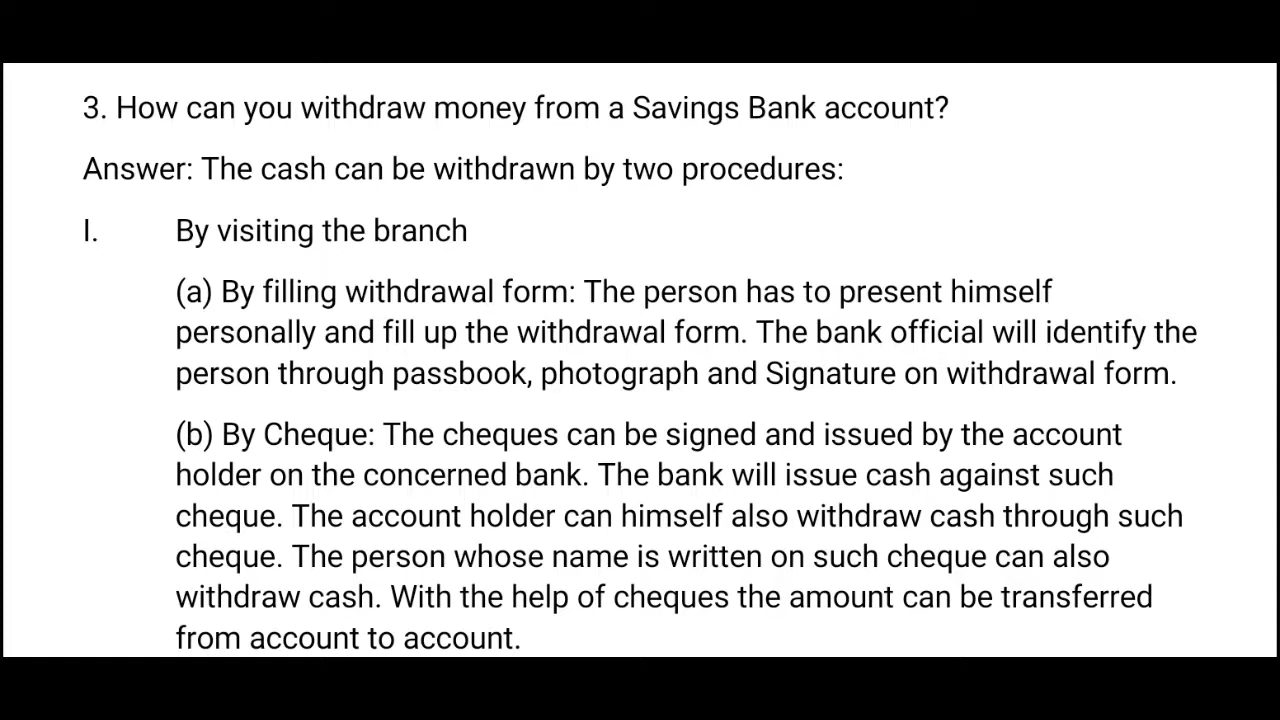 3. How can you withdraw money from a Savings Bank account?
Answer: The cash can be withdrawn by two procedures:
I. By visiting the branch
(a) By filling withdrawal form: The person has to present himself
personally and fill up the withdrawal form. The bank official will identify the
person through passbook, photograph and Signature on withdrawal form.
(b) By Cheque: The cheques can be signed and issued by the account
holder on the concerned bank. The bank will issue cash against such
cheque. The account holder can himself also withdraw cash through such
cheque. The person whose name is written on such cheque can also
withdraw cash. With the help of cheques the amount can be transferred
from account to account.